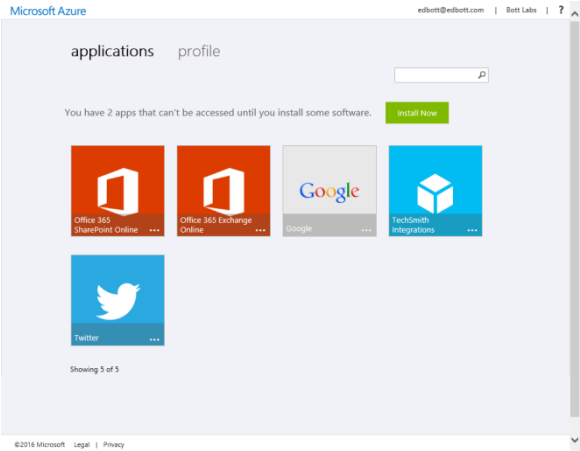 Microsoft Azure edbott@edbott.com | Bott Labs | ?
applications profile
You have 2 apps that can't be accessed until you install some software. Install Now
Office 365
SharePoint Online ...
Office 365 Exchange
Online ...
Google
Google ...
TechSmith
Integrations ...
Twitter ...
Showing 5 of 5
©2016 Microsoft Legal | Privacy